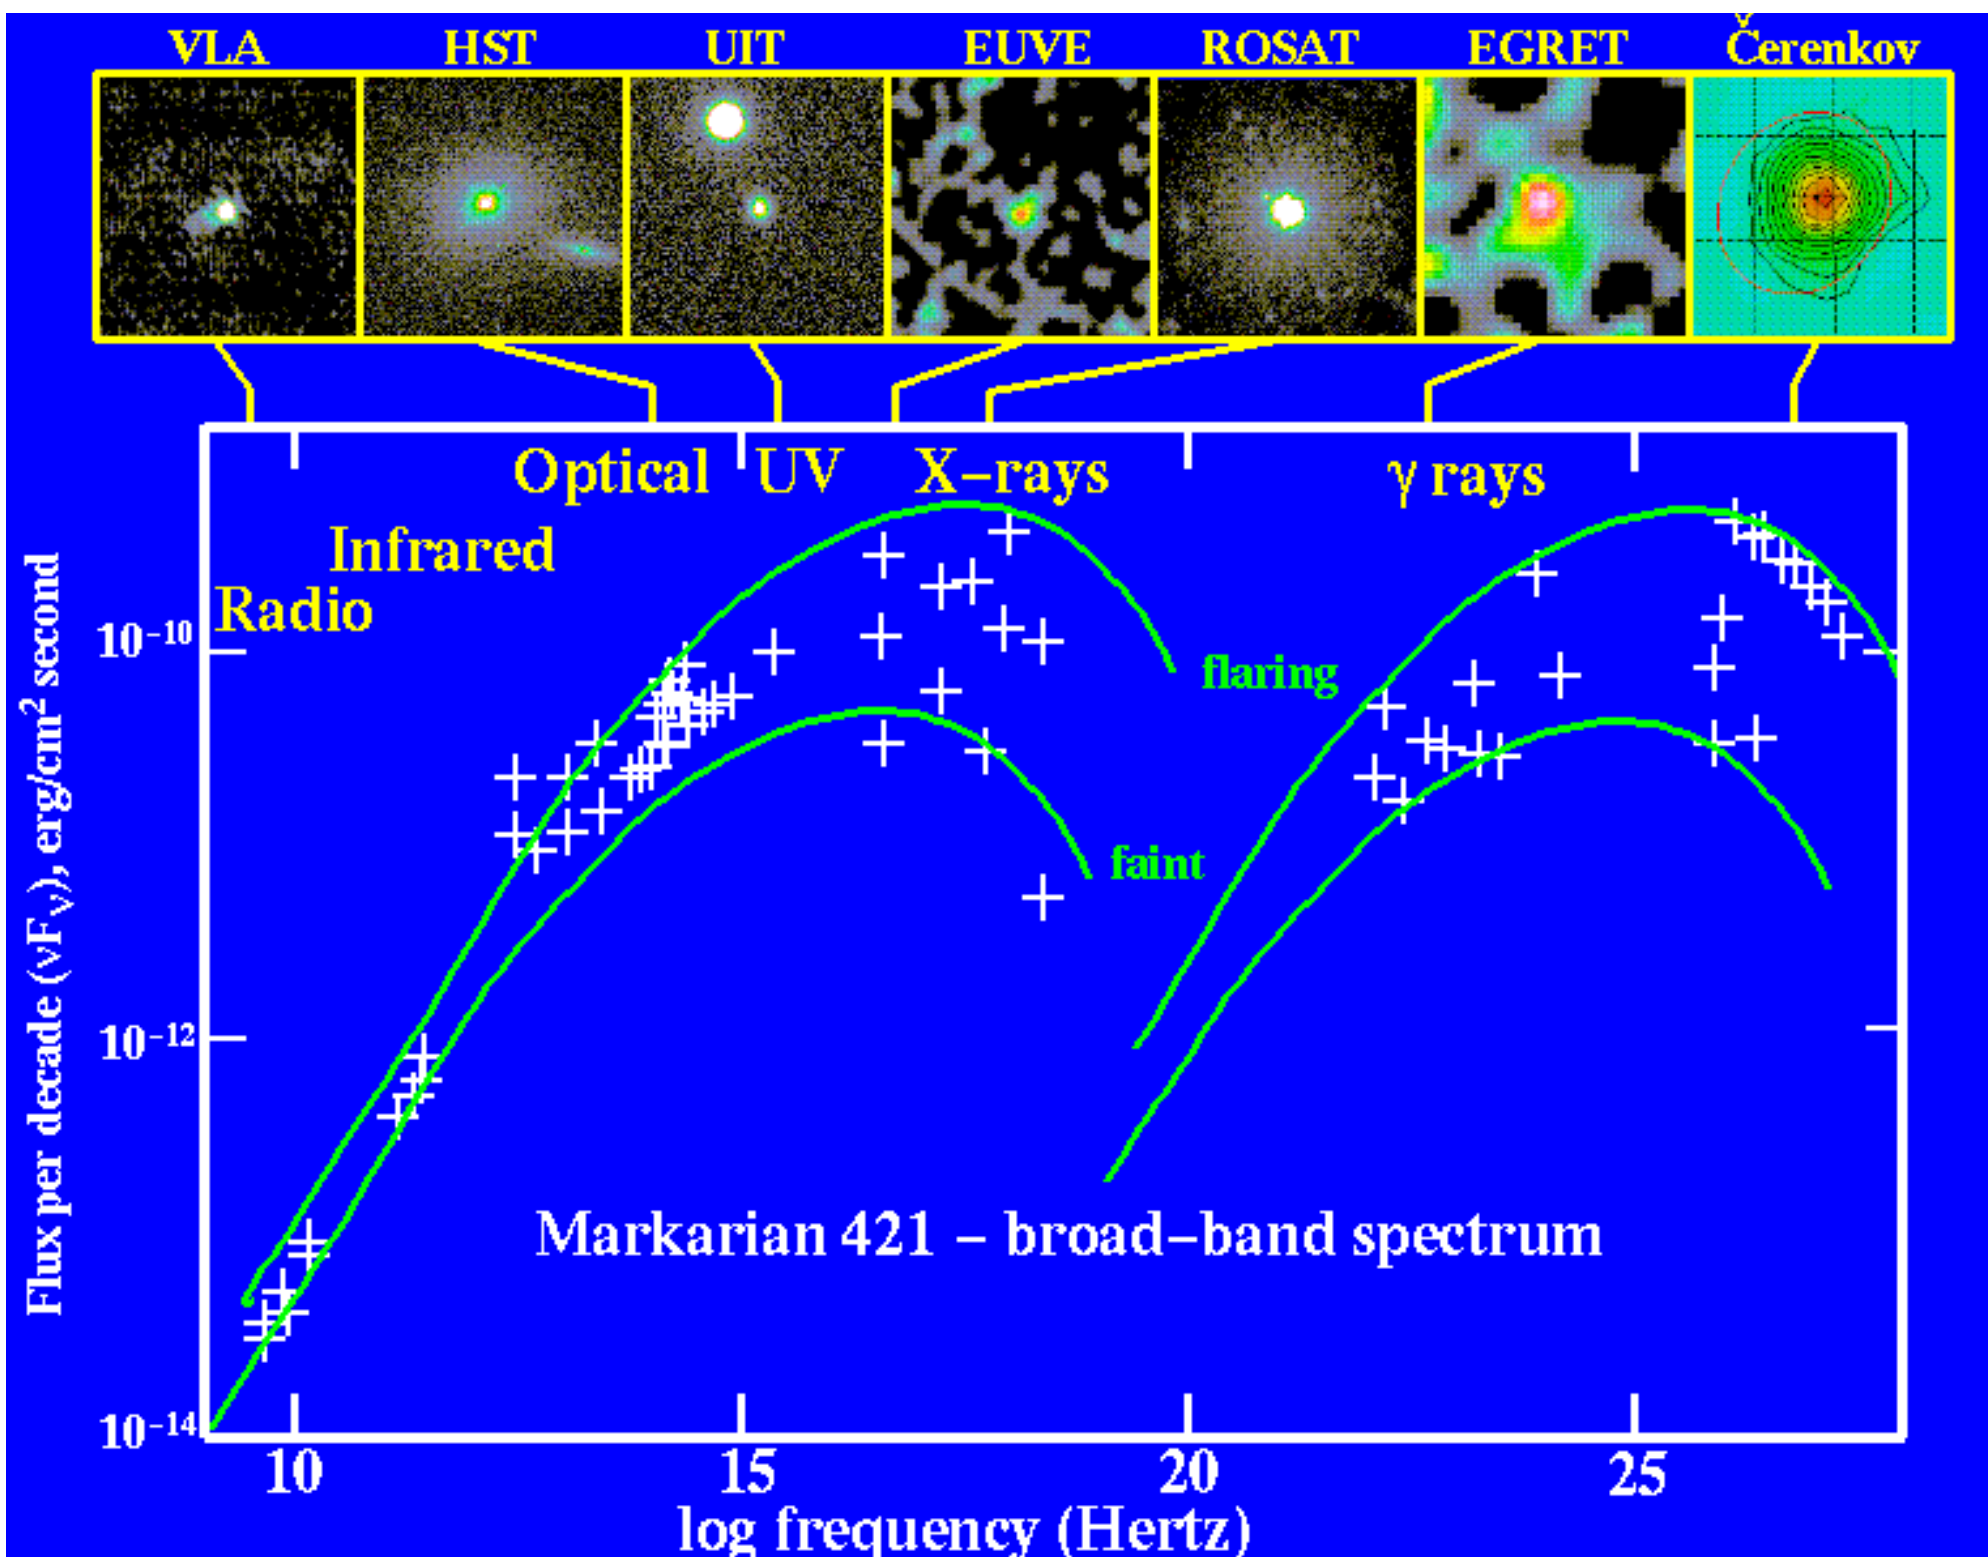 VLA HST UIT EUVE ROSAT EGRET Čerenkov
Optical UV X-rays γ rays
Infrared
Radio
10⁻¹⁰
flaring
faint
10⁻¹²
Markarian 421 – broad-band spectrum
10⁻¹⁴
10 15 20 25
log frequency (Hertz)
Flux per decade (νFν), erg/cm² second